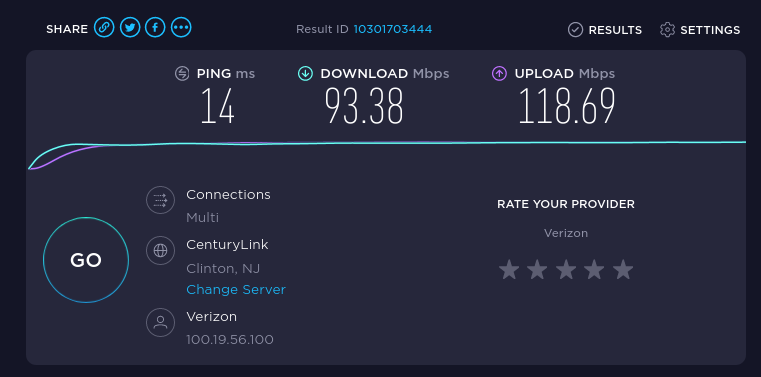 SHARE
Result ID 10301703444
RESULTS
SETTINGS
PING ms
14
DOWNLOAD Mbps
93.38
UPLOAD Mbps
118.69
GO
Connections
Multi
CenturyLink
Clinton, NJ
Change Server
Verizon
100.19.56.100
RATE YOUR PROVIDER
Verizon